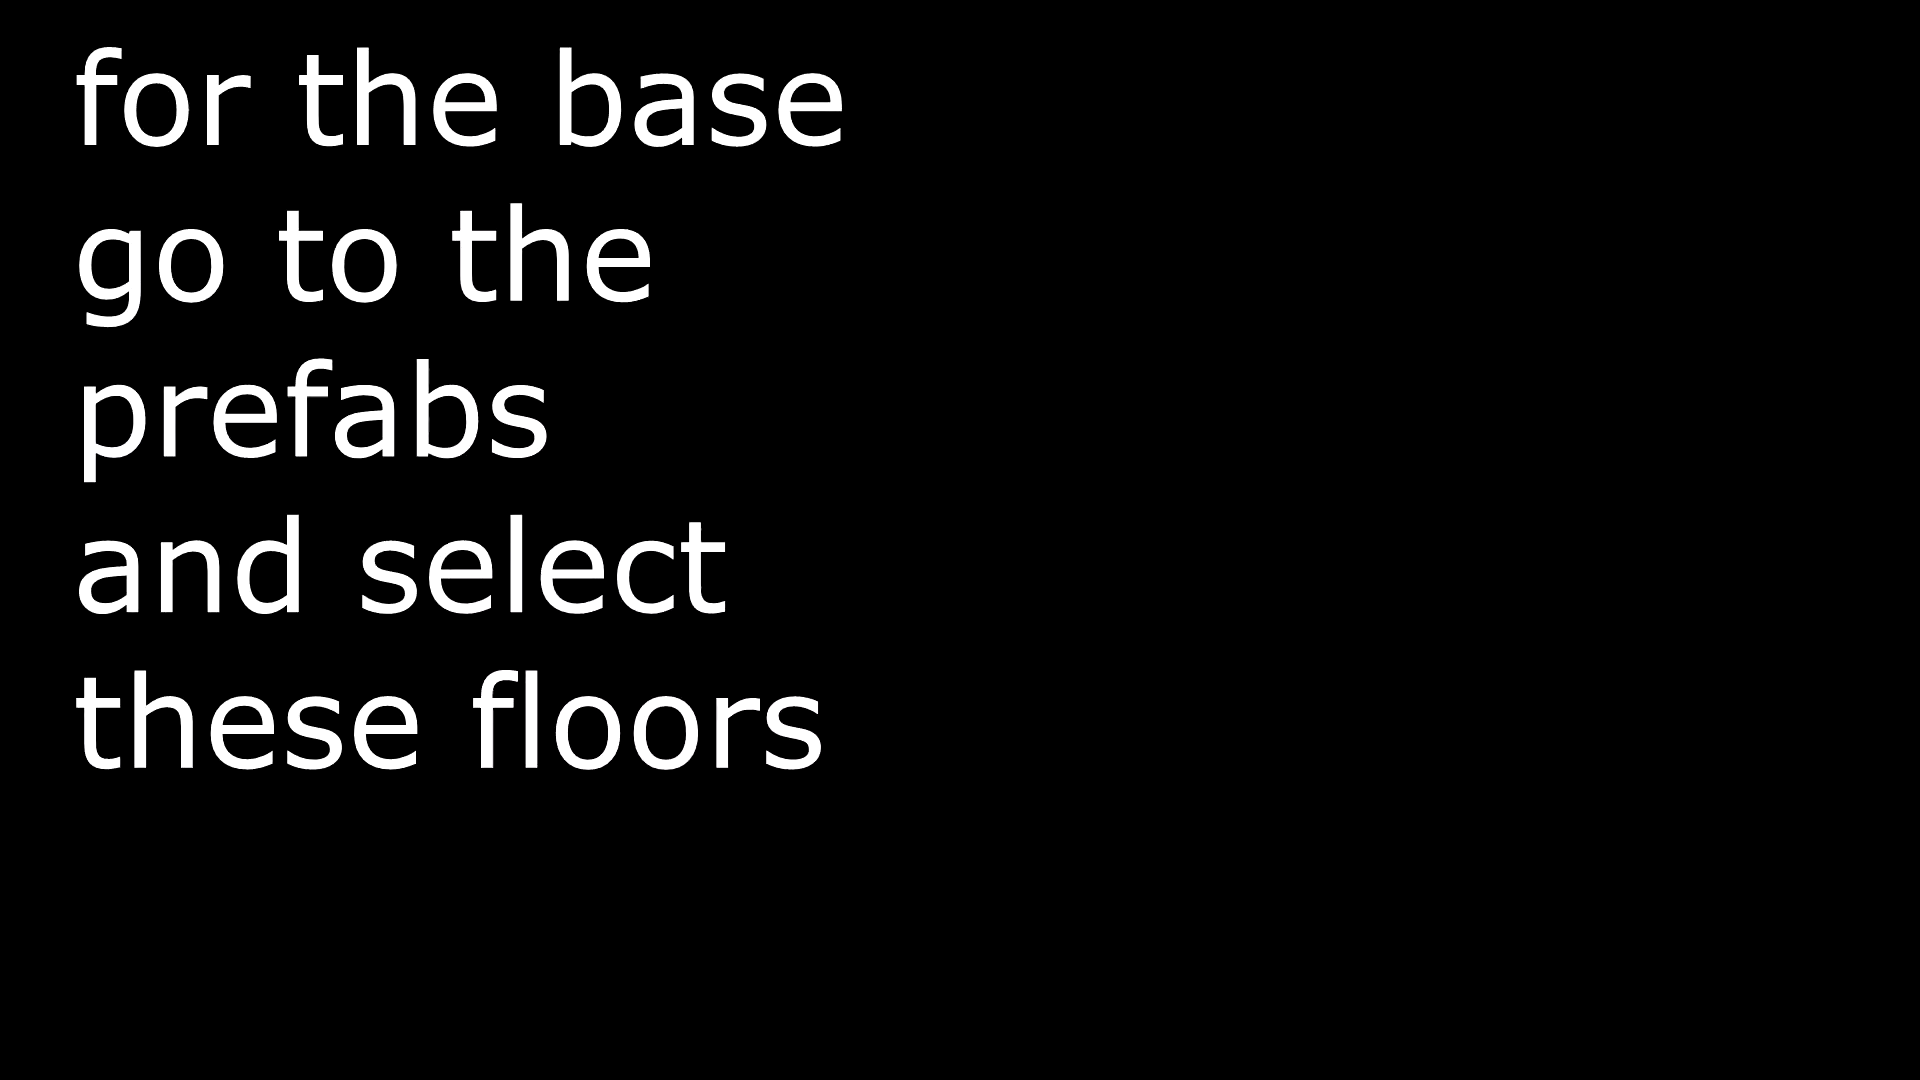 for the base
go to the
prefabs
and select
these floors